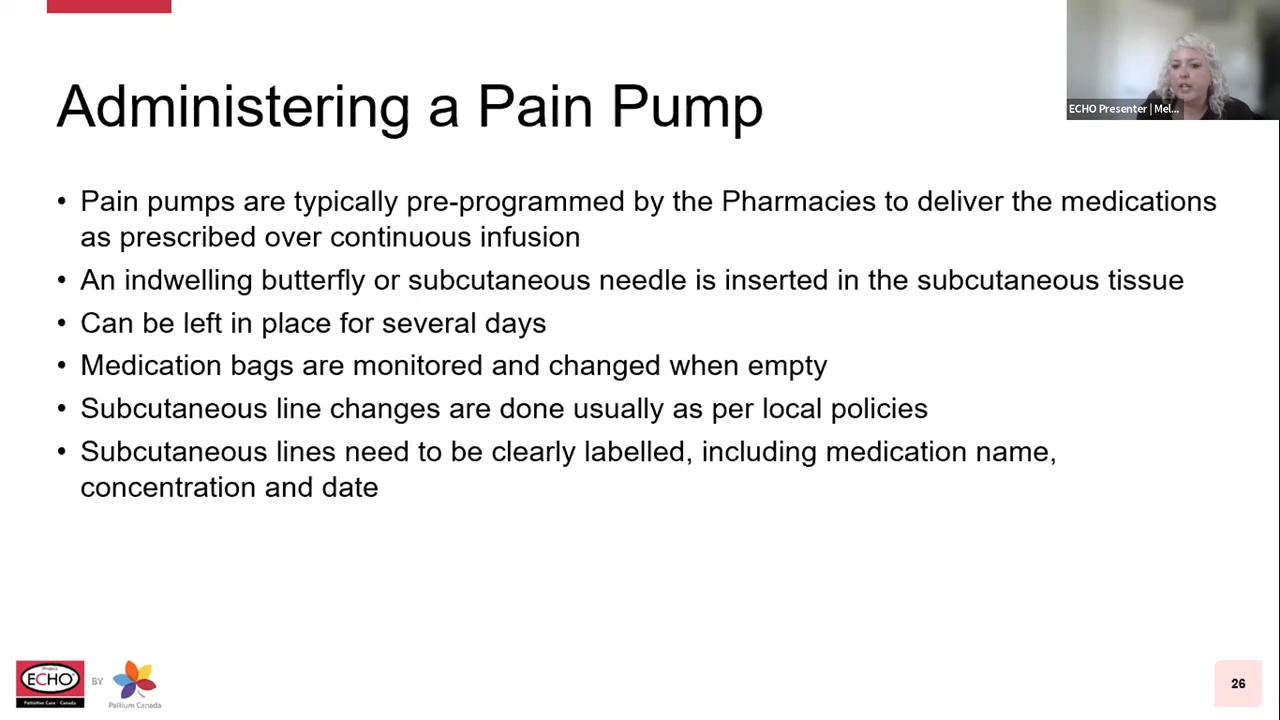 ECHO Presenter | Mel...
Administering a Pain Pump
• Pain pumps are typically pre-programmed by the Pharmacies to deliver the medications
as prescribed over continuous infusion
• An indwelling butterfly or subcutaneous needle is inserted in the subcutaneous tissue
• Can be left in place for several days
• Medication bags are monitored and changed when empty
• Subcutaneous line changes are done usually as per local policies
• Subcutaneous lines need to be clearly labelled, including medication name,
concentration and date
Project
ECHO
Palliative Care - Canada
BY
Pallium Canada
26